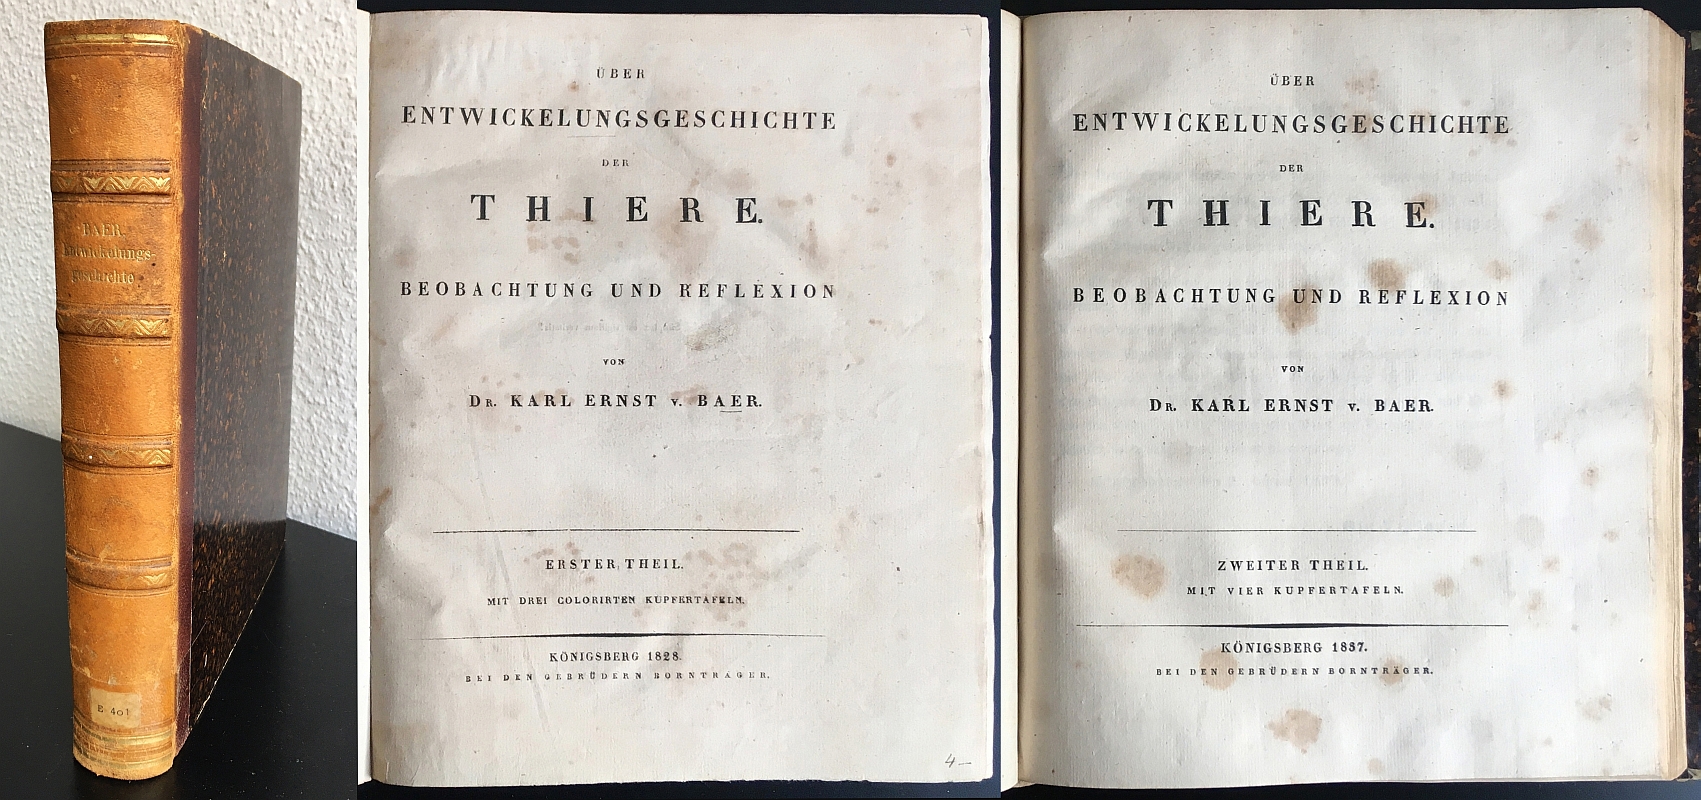 BAER.
Entwickelungs-
geschichte
E 401
ÜBER
ENTWICKELUNGSGESCHICHTE
DER
THIERE.
BEOBACHTUNG UND REFLEXION
VON
DR. KARL ERNST v. BAER.
ERSTER THEIL.
MIT DREI COLORIRTEN KUPFERTAFELN.
KÖNIGSBERG 1828.
BEI DEN GEBRÜDERN BORNTRÄGER.
4—
ÜBER
ENTWICKELUNGSGESCHICHTE
DER
THIERE.
BEOBACHTUNG UND REFLEXION
VON
DR. KARL ERNST v. BAER.
ZWEITER THEIL.
MIT VIER KUPFERTAFELN.
KÖNIGSBERG 1837.
BEI DEN GEBRÜDERN BORNTRÄGER.